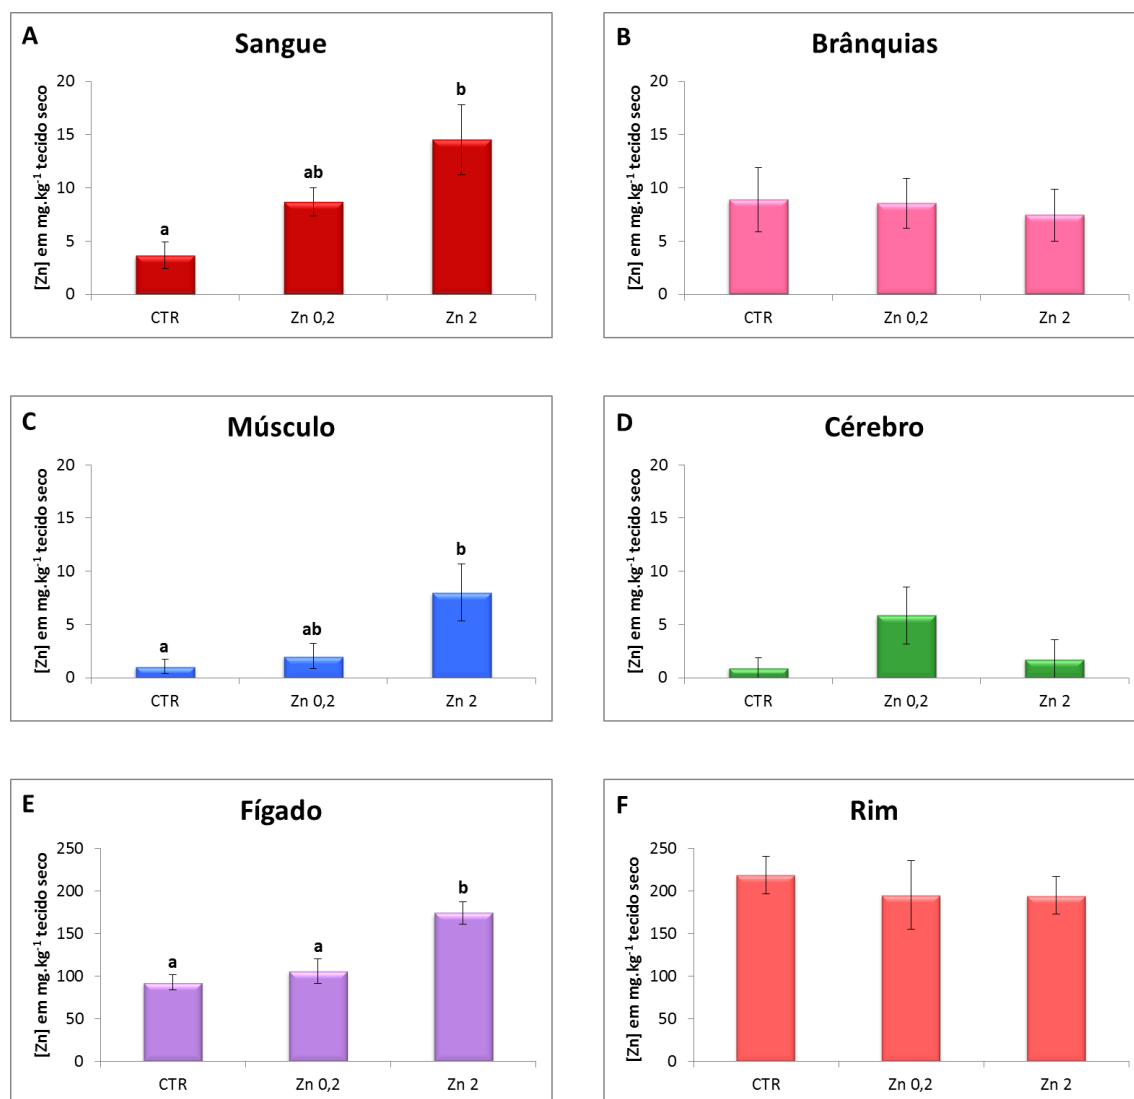 A
Sangue
[Zn] em mg.kg⁻¹ tecido seco
20
15
10
5
0
a
ab
b
CTR
Zn 0,2
Zn 2
B
Brânquias
[Zn] em mg.kg⁻¹ tecido seco
20
15
10
5
0
CTR
Zn 0,2
Zn 2
C
Músculo
[Zn] em mg.kg⁻¹ tecido seco
20
15
10
5
0
a
ab
b
CTR
Zn 0,2
Zn 2
D
Cérebro
[Zn] em mg.kg⁻¹ tecido seco
20
15
10
5
0
CTR
Zn 0,2
Zn 2
E
Fígado
[Zn] em mg.kg⁻¹ tecido seco
250
200
150
100
50
0
a
a
b
CTR
Zn 0,2
Zn 2
F
Rim
[Zn] em mg.kg⁻¹ tecido seco
250
200
150
100
50
0
CTR
Zn 0,2
Zn 2